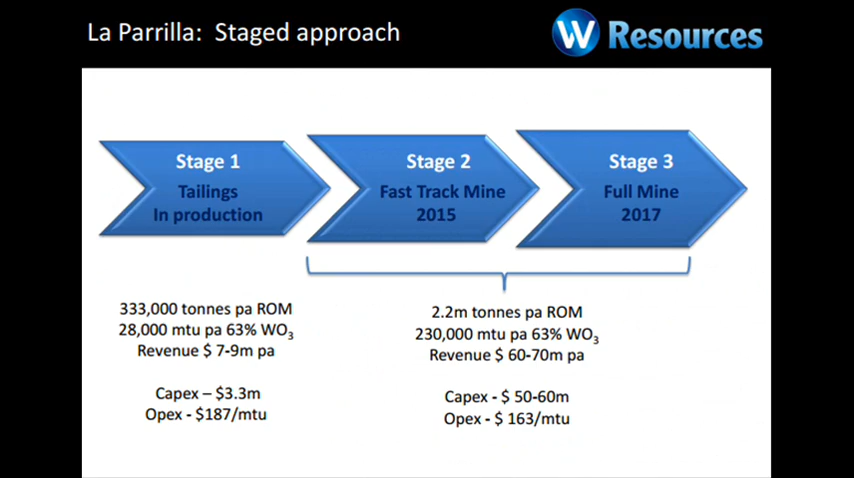 La Parrilla: Staged approach
W Resources
Stage 1
Tailings
In production
Stage 2
Fast Track Mine
2015
Stage 3
Full Mine
2017
333,000 tonnes pa ROM
28,000 mtu pa 63% WO₃
Revenue $ 7-9m pa
Capex – $3.3m
Opex - $187/mtu
2.2m tonnes pa ROM
230,000 mtu pa 63% WO₃
Revenue $ 60-70m pa
Capex - $ 50-60m
Opex - $ 163/mtu